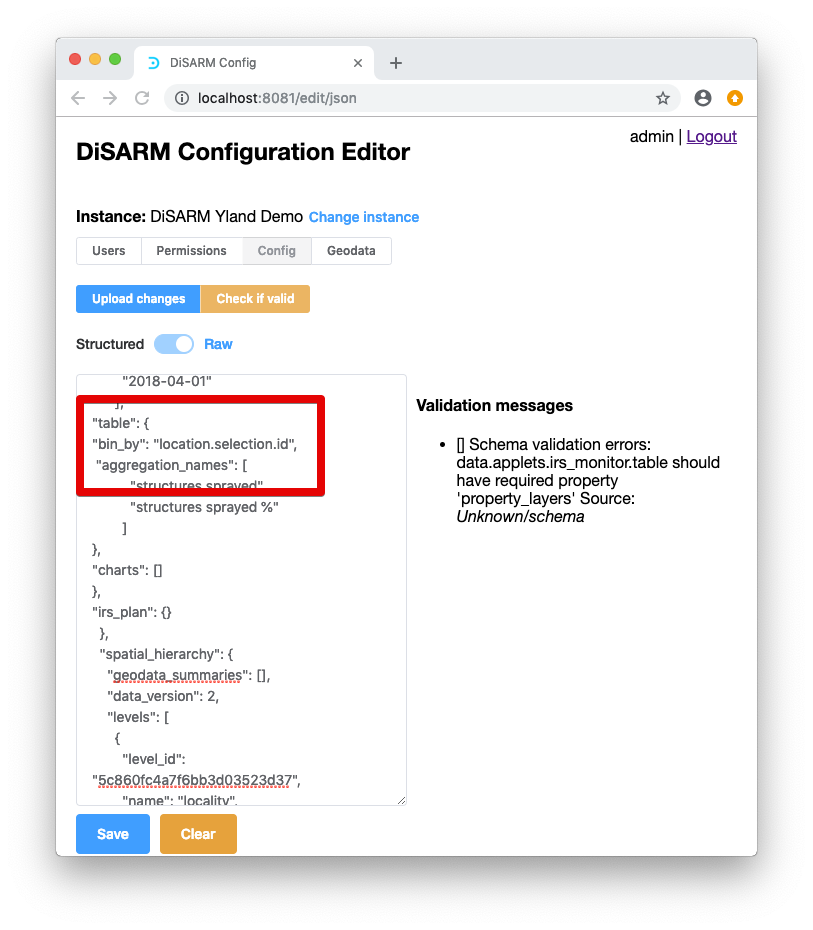 DiSARM Config
localhost:8081/edit/json
admin | Logout
DiSARM Configuration Editor
Instance: DiSARM Yland Demo Change instance
Users Permissions Config Geodata
Upload changes Check if valid
Structured Raw
"2018-04-01"
],
"table": {
"bin_by": "location.selection.id",
"aggregation_names": [
"structures sprayed"
"structures sprayed %"
]
},
"charts": []
},
"irs_plan": {}
},
"spatial_hierarchy": {
"geodata_summaries": [],
"data_version": 2,
"levels": [
{
"level_id":
"5c860fc4a7f6bb3d03523d37",
"name": "locality",
Validation messages
• [] Schema validation errors:
data.applets.irs_monitor.table should
have required property
'property_layers' Source:
Unknown/schema
Save Clear